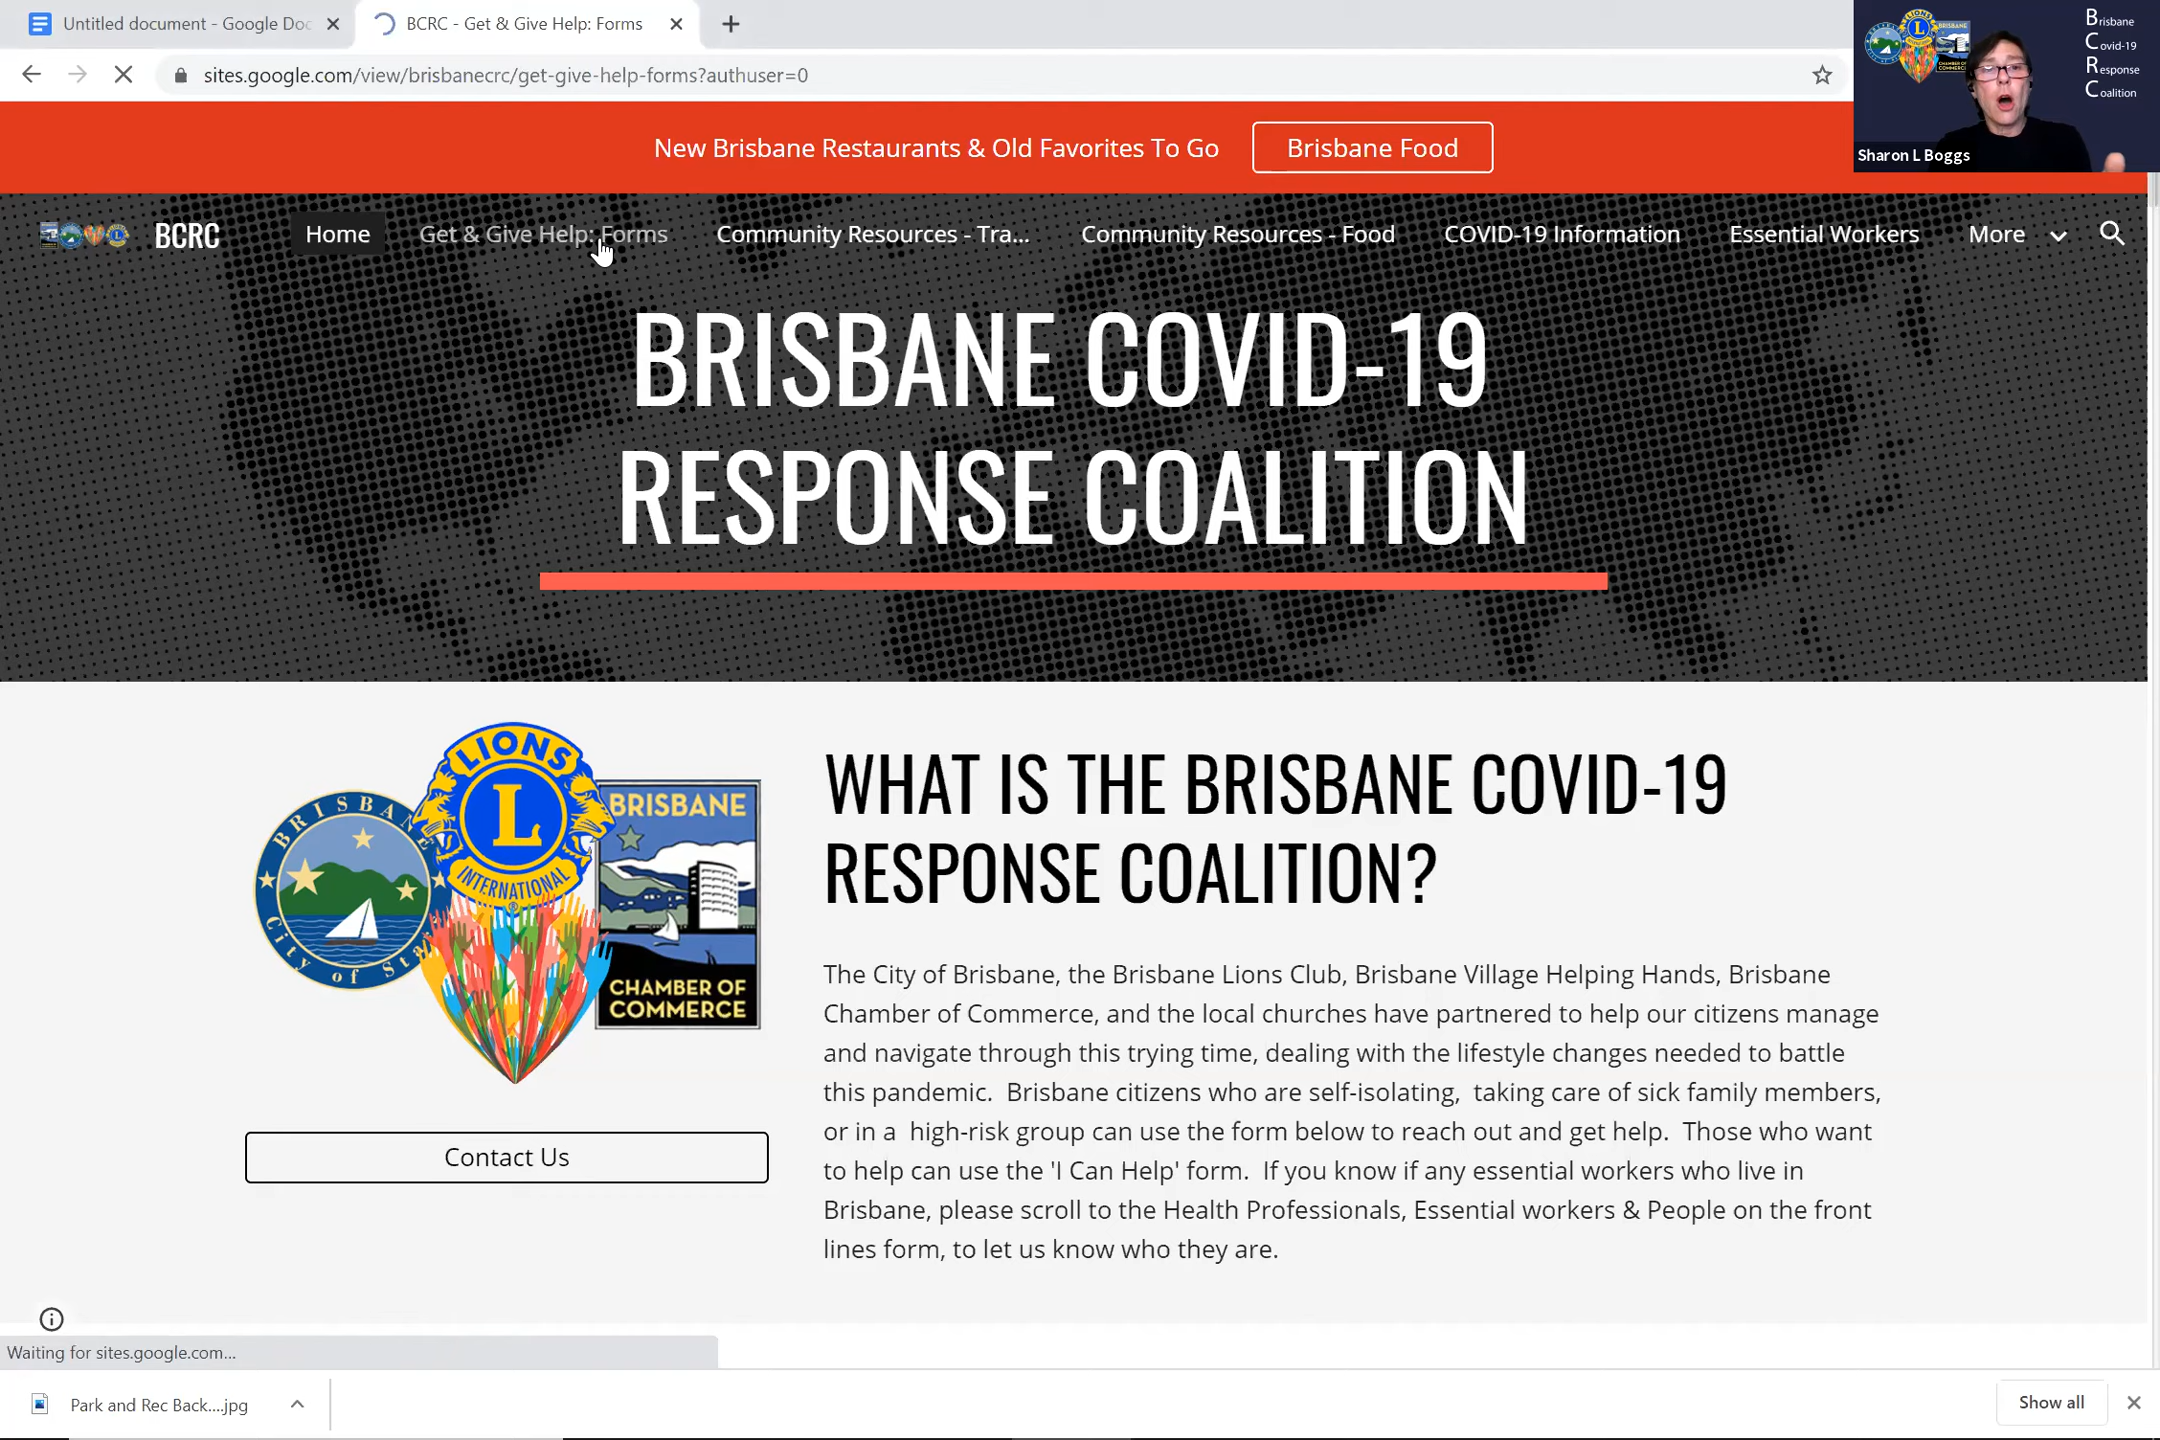 Untitled document - Google Doc
BCRC - Get & Give Help: Forms
sites.google.com/view/brisbanecrc/get-give-help-forms?authuser=0
Brisbane
Covid-19
Response
Coalition
Sharon L Boggs
New Brisbane Restaurants & Old Favorites To Go
Brisbane Food
BCRC
Home
Get & Give Help: Forms
Community Resources - Tra...
Community Resources - Food
COVID-19 Information
Essential Workers
More
BRISBANE COVID-19
RESPONSE COALITION
BRISBAN
City of Sta
LIONS
L
INTERNATIONAL
BRISBANE
CHAMBER OF
COMMERCE
Contact Us
WHAT IS THE BRISBANE COVID-19
RESPONSE COALITION?
The City of Brisbane, the Brisbane Lions Club, Brisbane Village Helping Hands, Brisbane
Chamber of Commerce, and the local churches have partnered to help our citizens manage
and navigate through this trying time, dealing with the lifestyle changes needed to battle
this pandemic.  Brisbane citizens who are self-isolating,  taking care of sick family members,
or in a  high-risk group can use the form below to reach out and get help.  Those who want
to help can use the 'I Can Help' form.  If you know if any essential workers who live in
Brisbane, please scroll to the Health Professionals, Essential workers & People on the front
lines form, to let us know who they are.
Waiting for sites.google.com...
Park and Rec Back....jpg
Show all